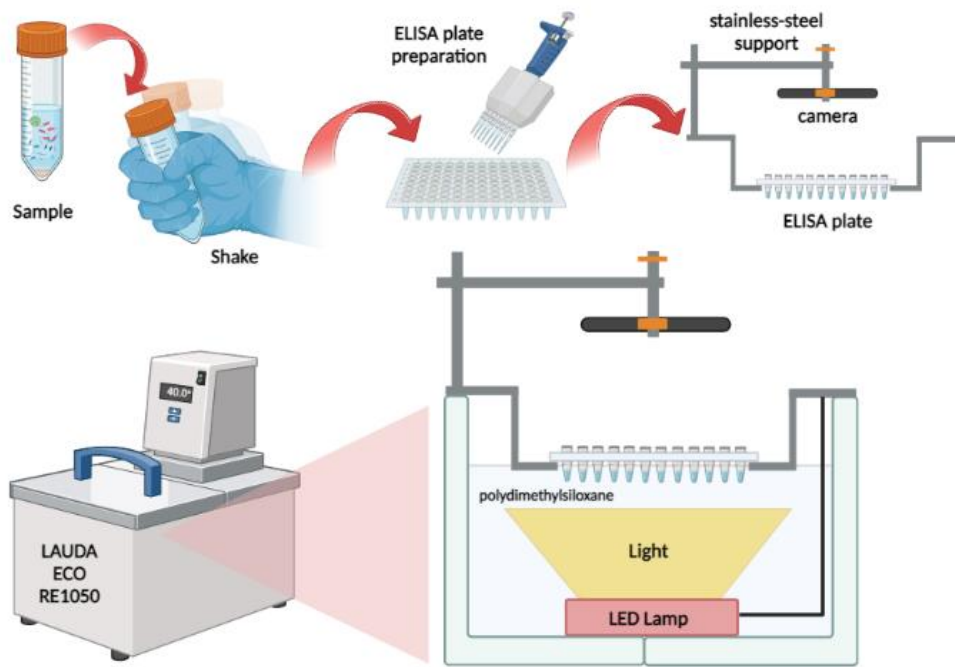 Sample
Shake
ELISA plate
preparation
stainless-steel
support
camera
ELISA plate
40.0°
LAUDA
ECO
RE1050
polydimethylsiloxane
Light
LED Lamp